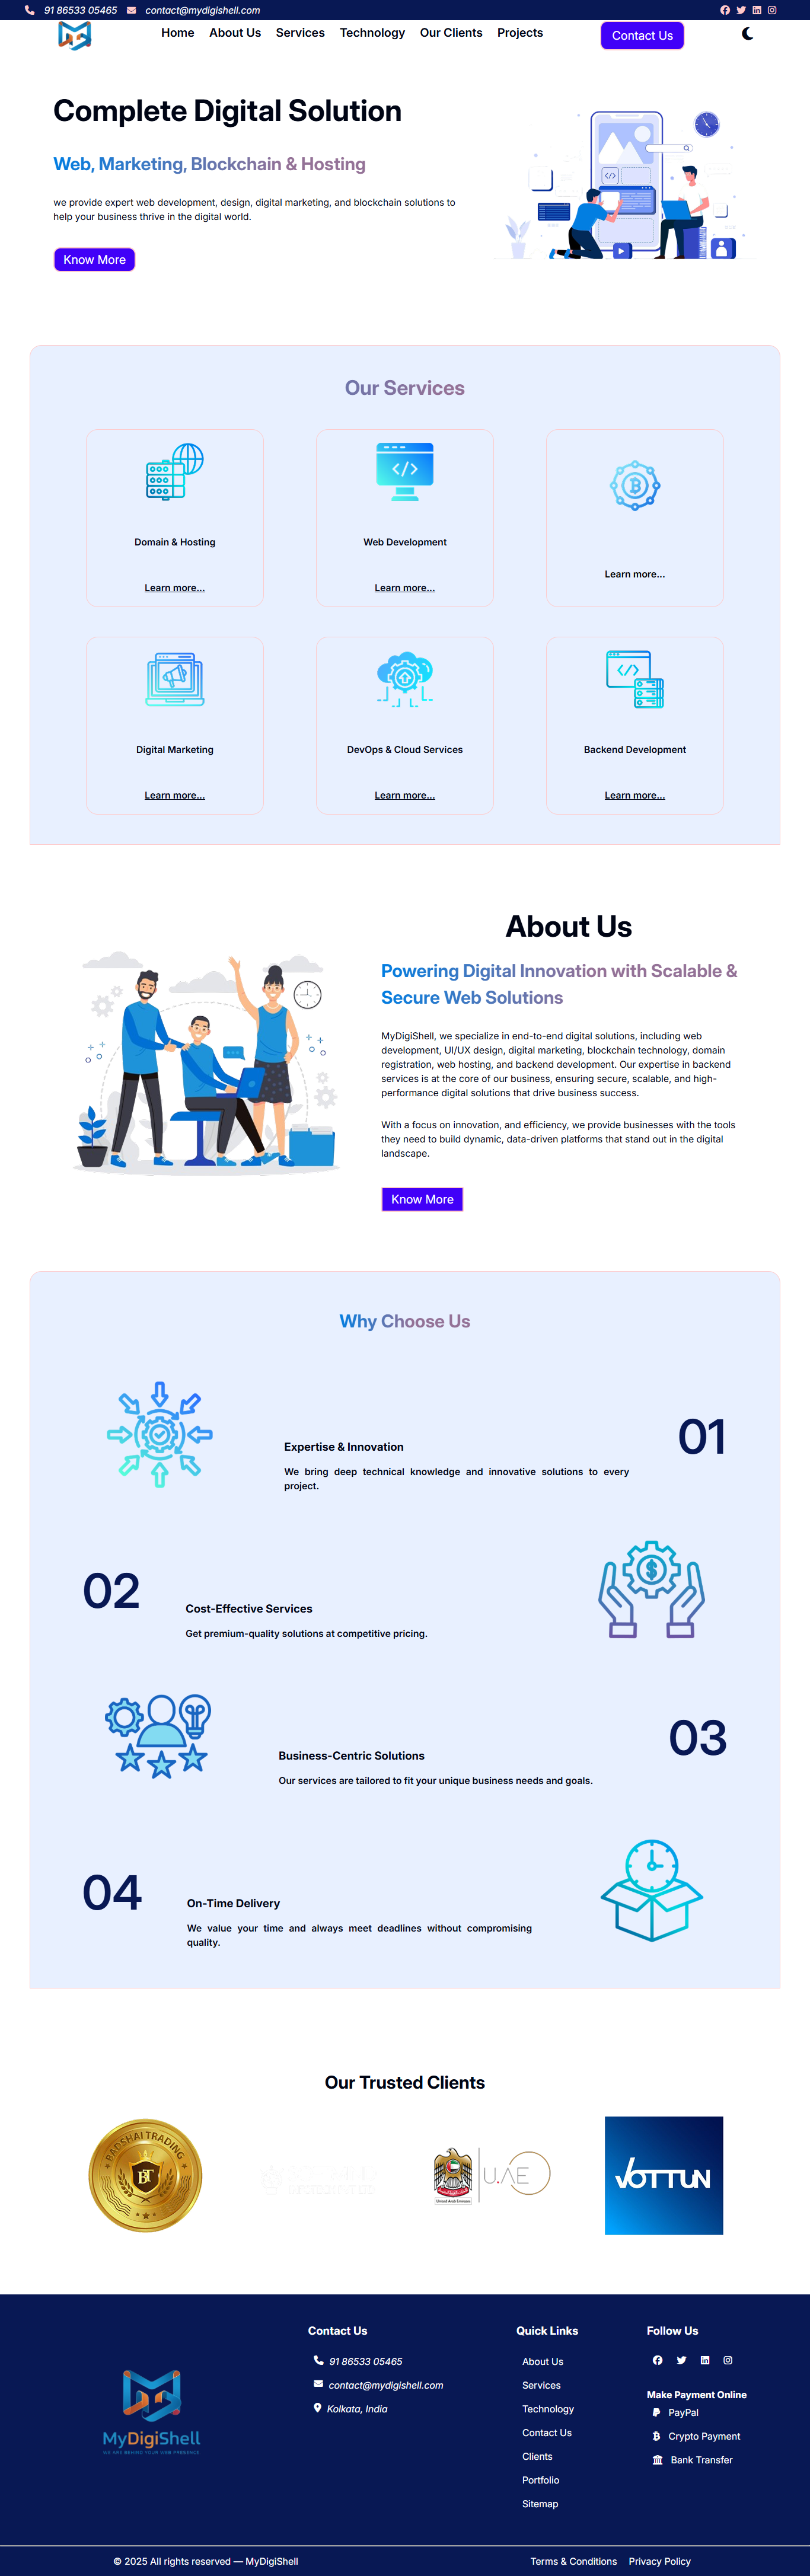 91 86533 05465 contact@mydigishell.com
Home About Us Services Technology Our Clients Projects Contact Us
Complete Digital Solution
Web, Marketing, Blockchain & Hosting
we provide expert web development, design, digital marketing, and blockchain solutions to
help your business thrive in the digital world.
Know More
Our Services
Domain & Hosting
Learn more...
Web Development
Learn more...
Learn more...
Digital Marketing
Learn more...
DevOps & Cloud Services
Learn more...
Backend Development
Learn more...
About Us
Powering Digital Innovation with Scalable &
Secure Web Solutions
MyDigiShell, we specialize in end-to-end digital solutions, including web
development, UI/UX design, digital marketing, blockchain technology, domain
registration, web hosting, and backend development. Our expertise in backend
services is at the core of our business, ensuring secure, scalable, and high-
performance digital solutions that drive business success.
With a focus on innovation, and efficiency, we provide businesses with the tools
they need to build dynamic, data-driven platforms that stand out in the digital
landscape.
Know More
Why Choose Us
01
Expertise & Innovation
We bring deep technical knowledge and innovative solutions to every
project.
02
Cost-Effective Services
Get premium-quality solutions at competitive pricing.
03
Business-Centric Solutions
Our services are tailored to fit your unique business needs and goals.
04
On-Time Delivery
We value your time and always meet deadlines without compromising
quality.
Our Trusted Clients
BADSHAI TRADING
BT
U.AE
United Arab Emirates
VOTTUN
MyDigiShell
WE ARE BEHIND YOUR WEB PRESENCE.
Contact Us
91 86533 05465
contact@mydigishell.com
Kolkata, India
Quick Links
About Us
Services
Technology
Contact Us
Clients
Portfolio
Sitemap
Follow Us
Make Payment Online
PayPal
Crypto Payment
Bank Transfer
© 2025 All rights reserved — MyDigiShell
Terms & Conditions Privacy Policy